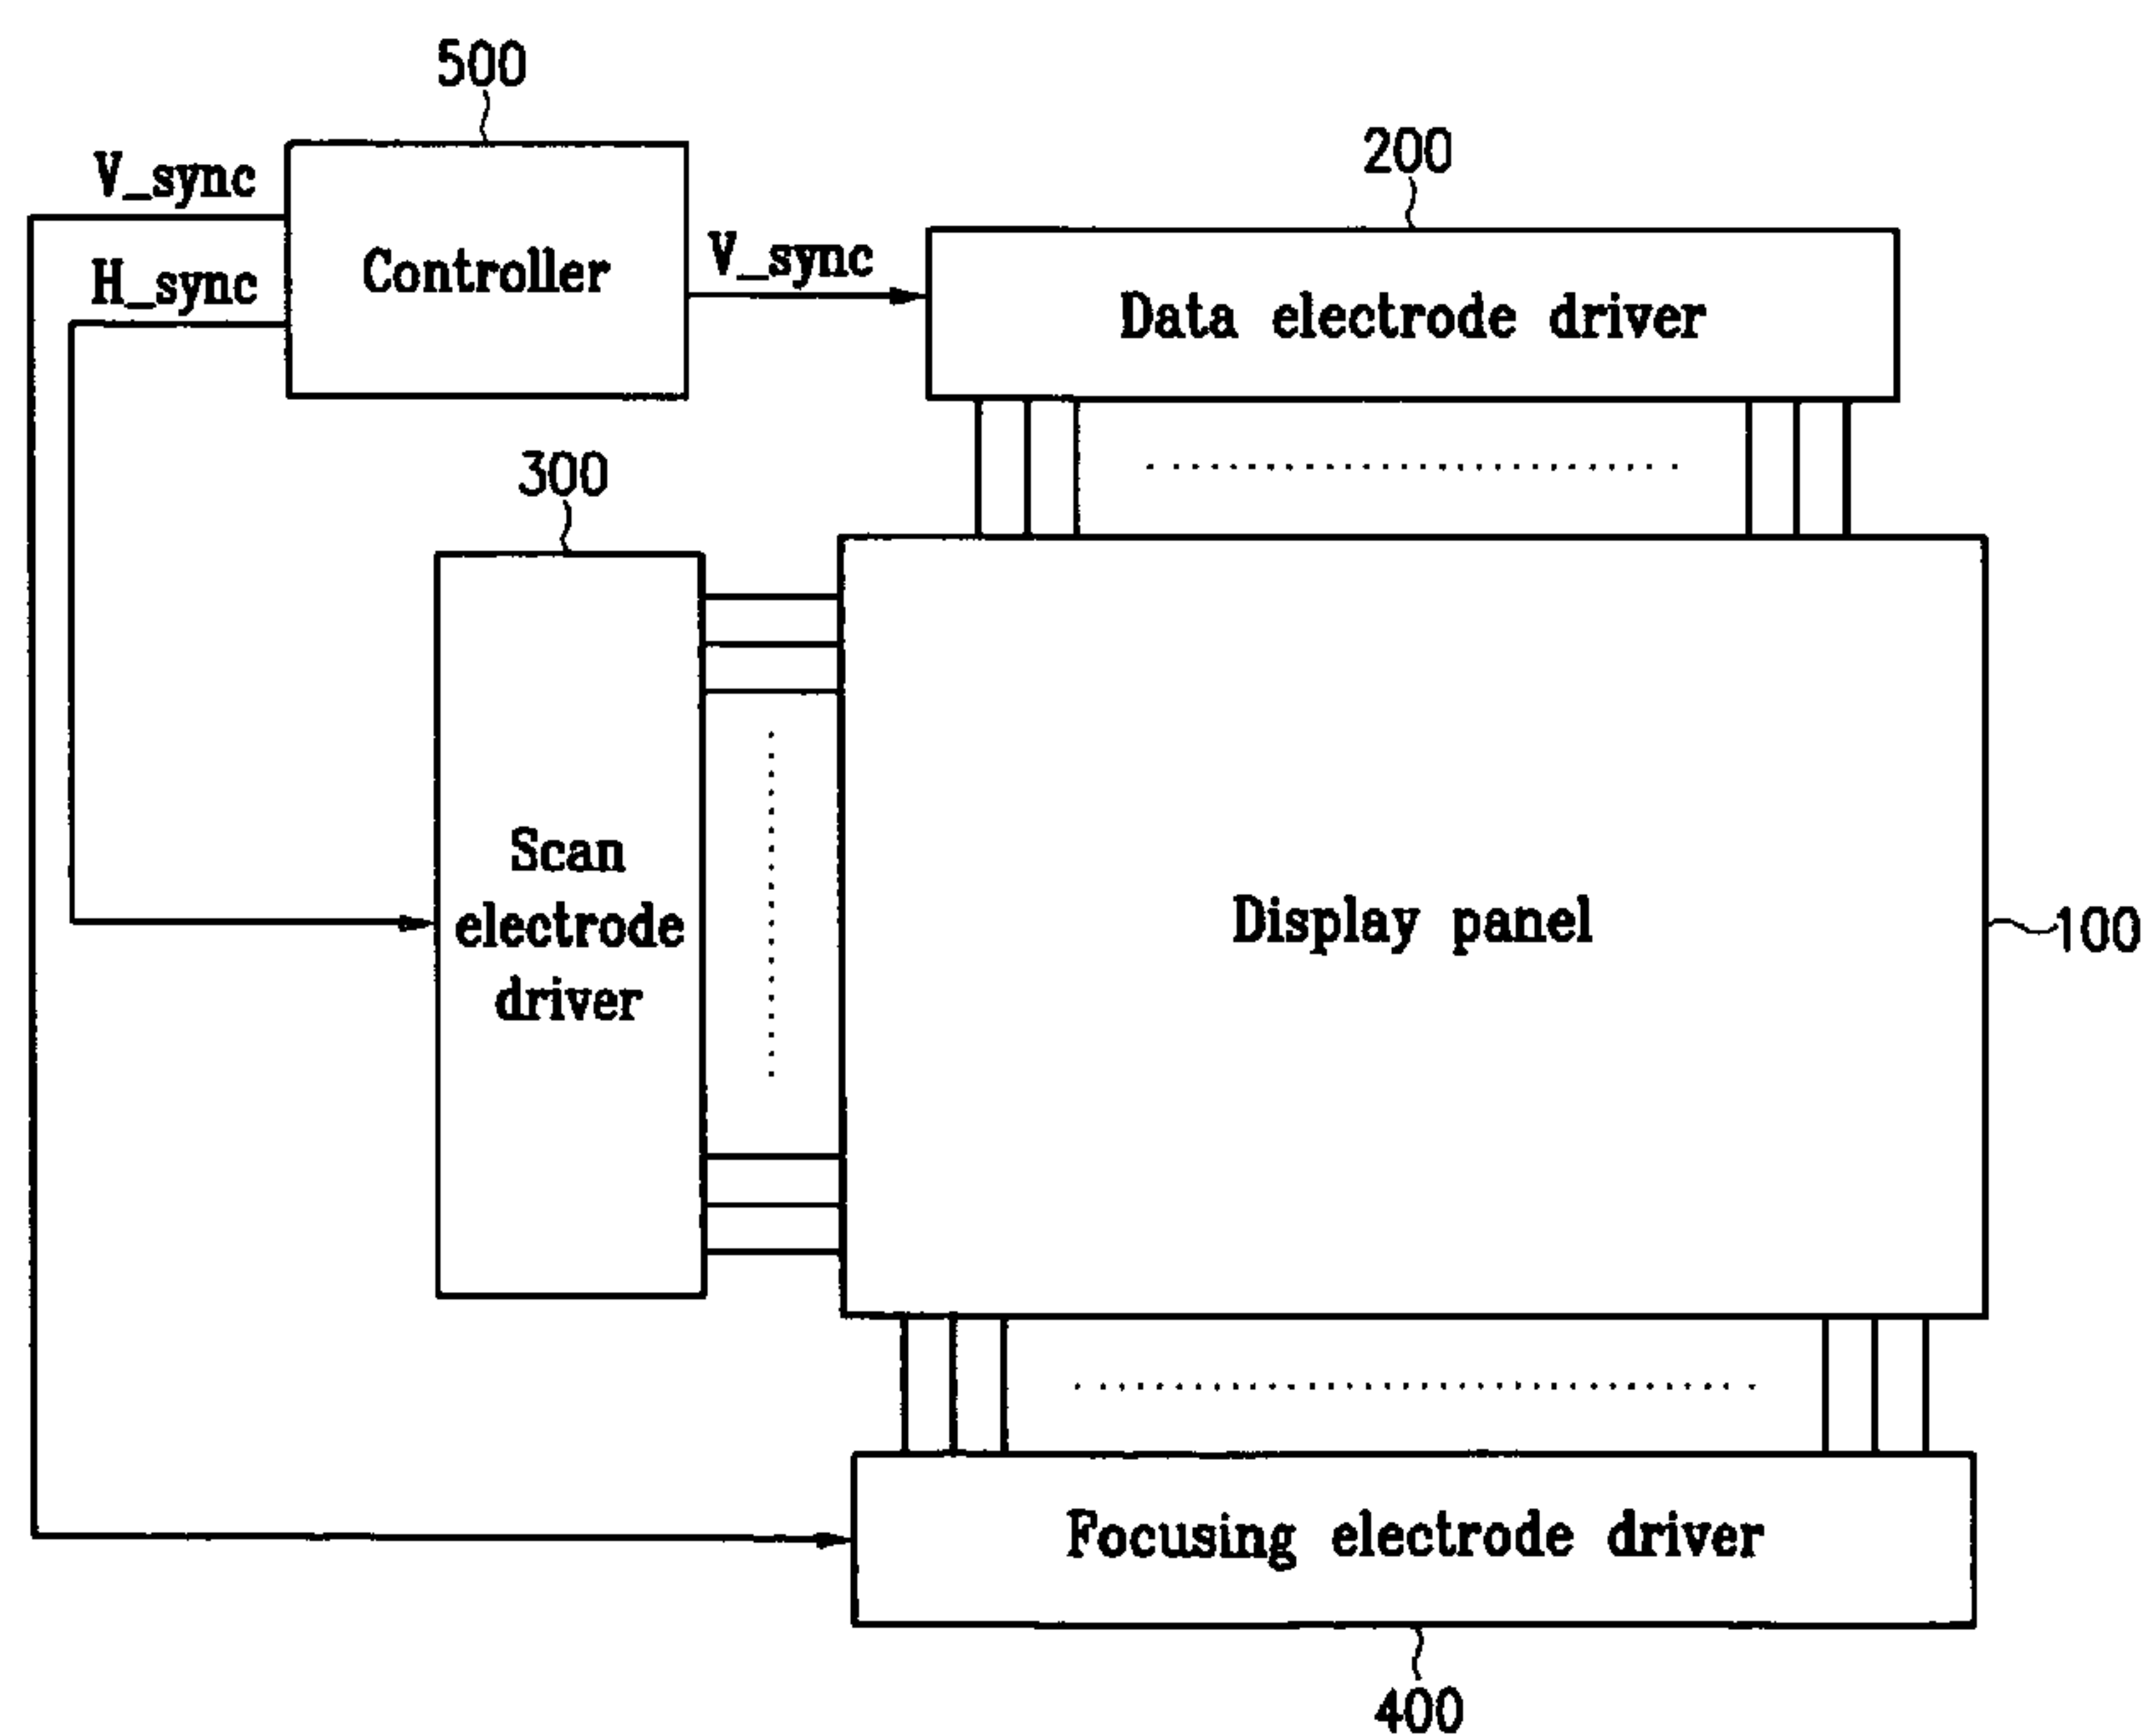 500
V_sync
200
Controller
V_sync
H_sync
Data electrode driver
300
Scan
electrode
driver
Display panel
100
Focusing electrode driver
400